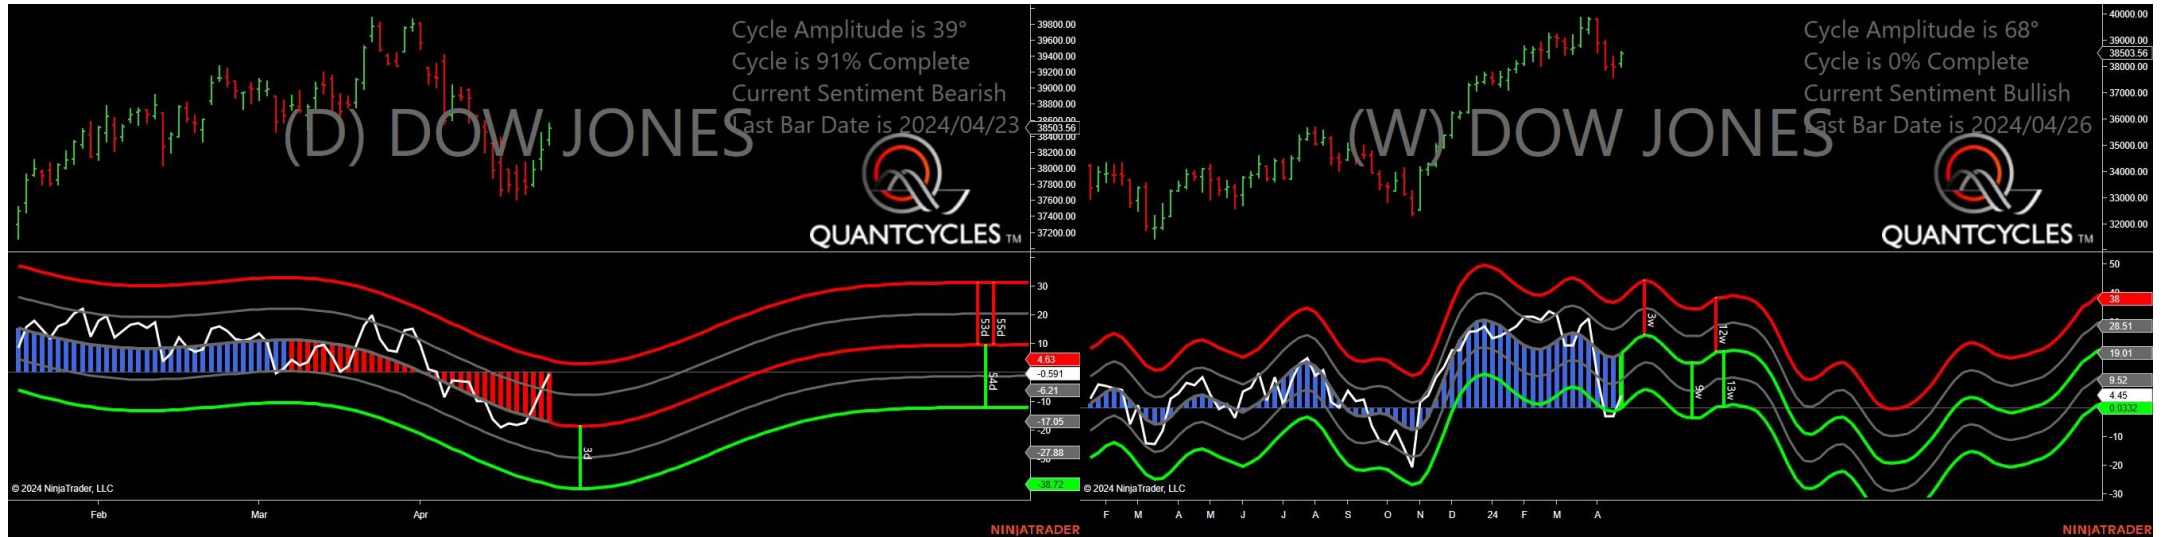 Cycle Amplitude is 39°
Cycle is 91% Complete
Current Sentiment Bearish
Last Bar Date is 2024/04/23
(D) DOW JONES
QUANTCYCLES TM
39800.00
39600.00
39400.00
39200.00
39000.00
38800.00
38503.56
38400.00
38200.00
38000.00
37800.00
37600.00
37400.00
37200.00
30
20
10
4.63
-0.591
-6.21
-10
-17.05
-20
-27.88
-38.72
53d
55d
54d
3d
© 2024 NinjaTrader, LLC
Feb
Mar
Apr
NINJATRADER
Cycle Amplitude is 68°
Cycle is 0% Complete
Current Sentiment Bullish
Last Bar Date is 2024/04/26
(W) DOW JONES
QUANTCYCLES TM
40000.00
39000.00
38503.56
38000.00
37000.00
36000.00
35000.00
34000.00
33000.00
32000.00
50
38
28.51
19.01
9.52
4.45
0.0332
-10
-20
-30
3w
12w
9w
13w
© 2024 NinjaTrader, LLC
F
M
A
M
J
J
A
S
O
N
D
24
F
M
A
NINJATRADER